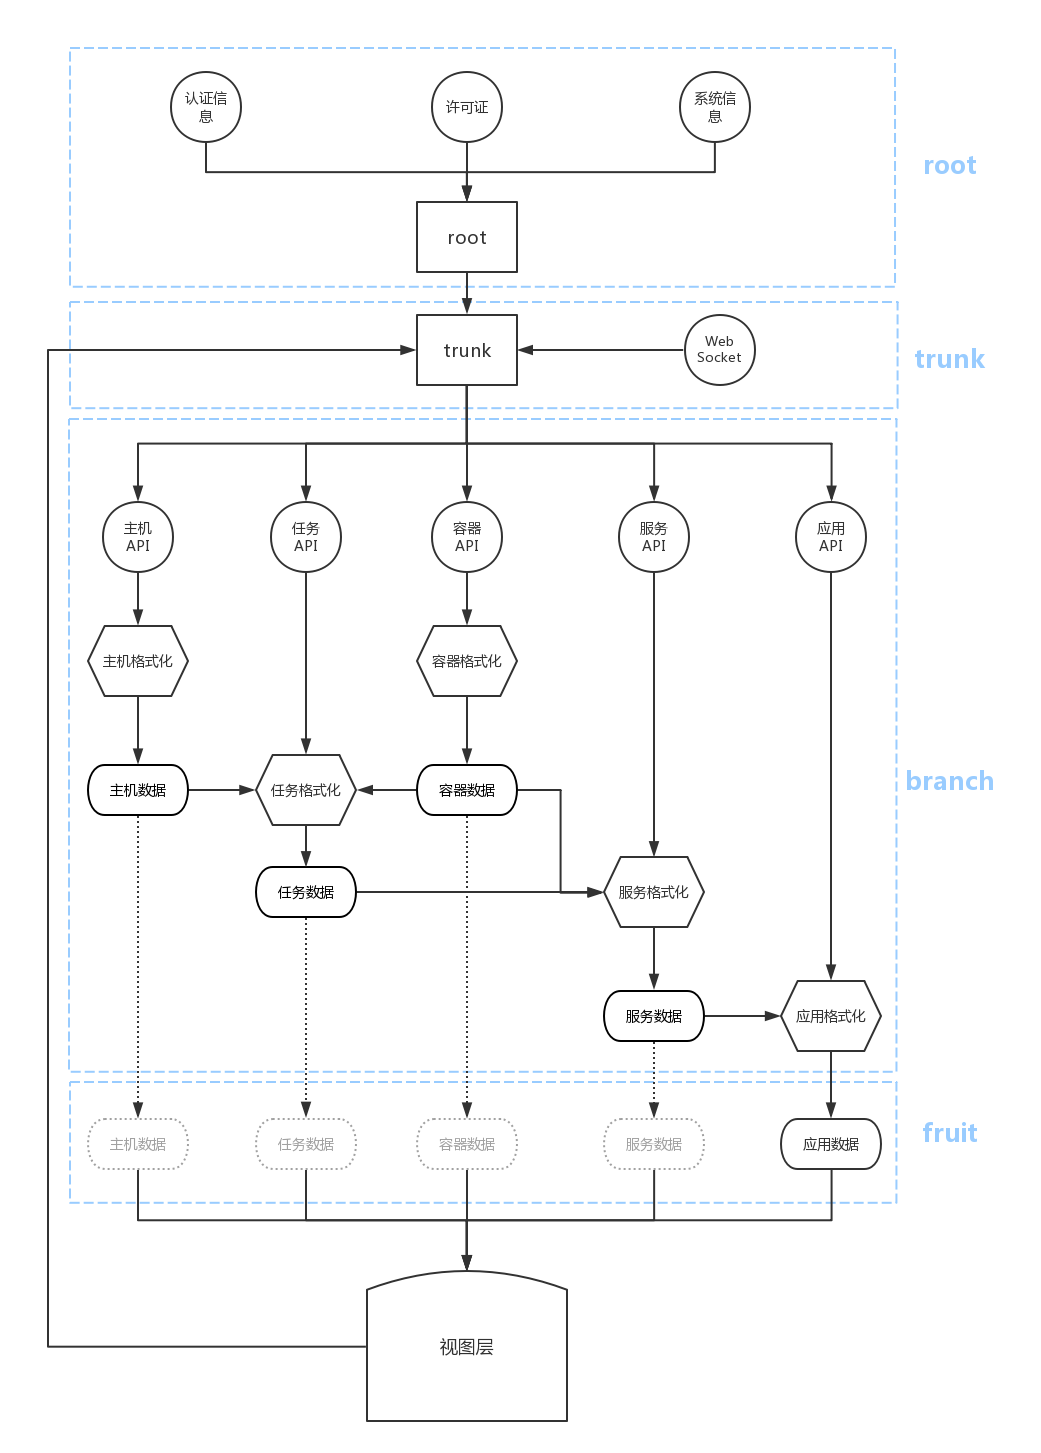 认证信
息
许可证
系统信
息
root
root
trunk
Web
Socket
trunk
主机
API
任务
API
容器
API
服务
API
应用
API
主机格式化
容器格式化
主机数据
任务格式化
容器数据
branch
任务数据
服务格式化
服务数据
应用格式化
主机数据
任务数据
容器数据
服务数据
应用数据
fruit
视图层